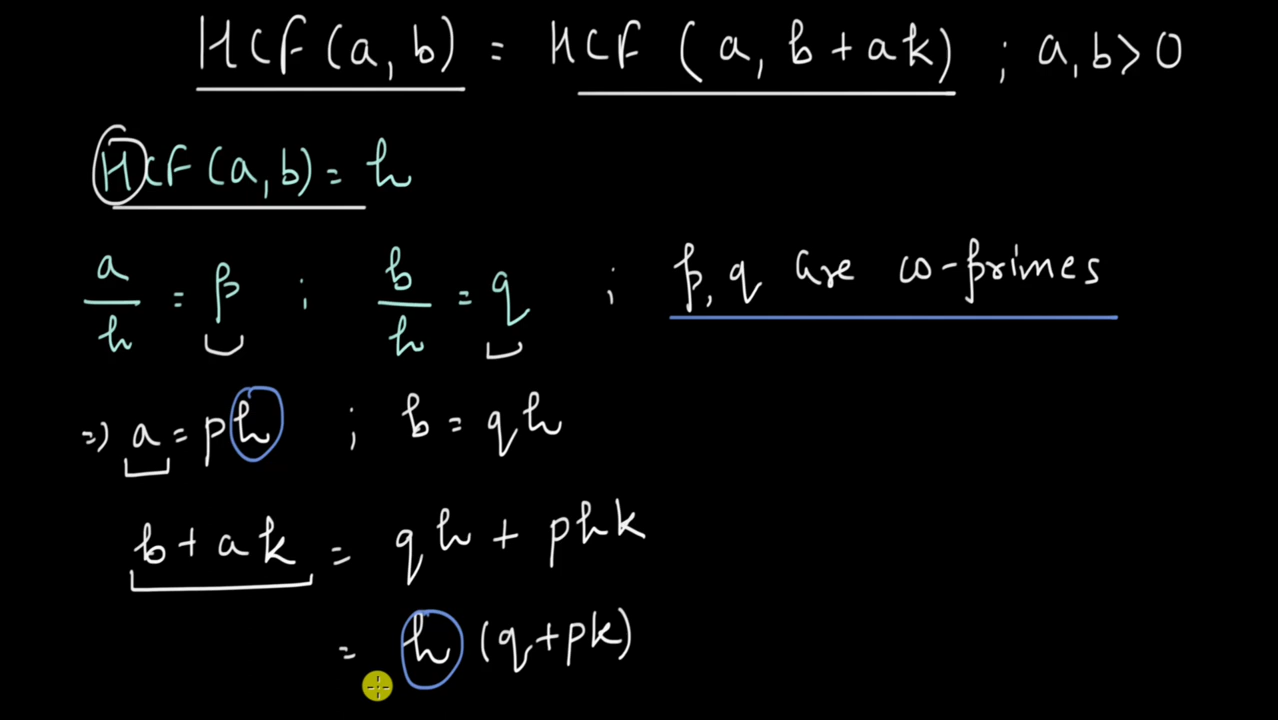 HCF (a, b) = HCF (a, b + ak) ; a, b > 0
HCF (a, b) = h
a/h = p ; b/h = q ; p, q are co-primes
=> a = ph ; b = qh
b + ak = qh + phk
= h (q + pk)